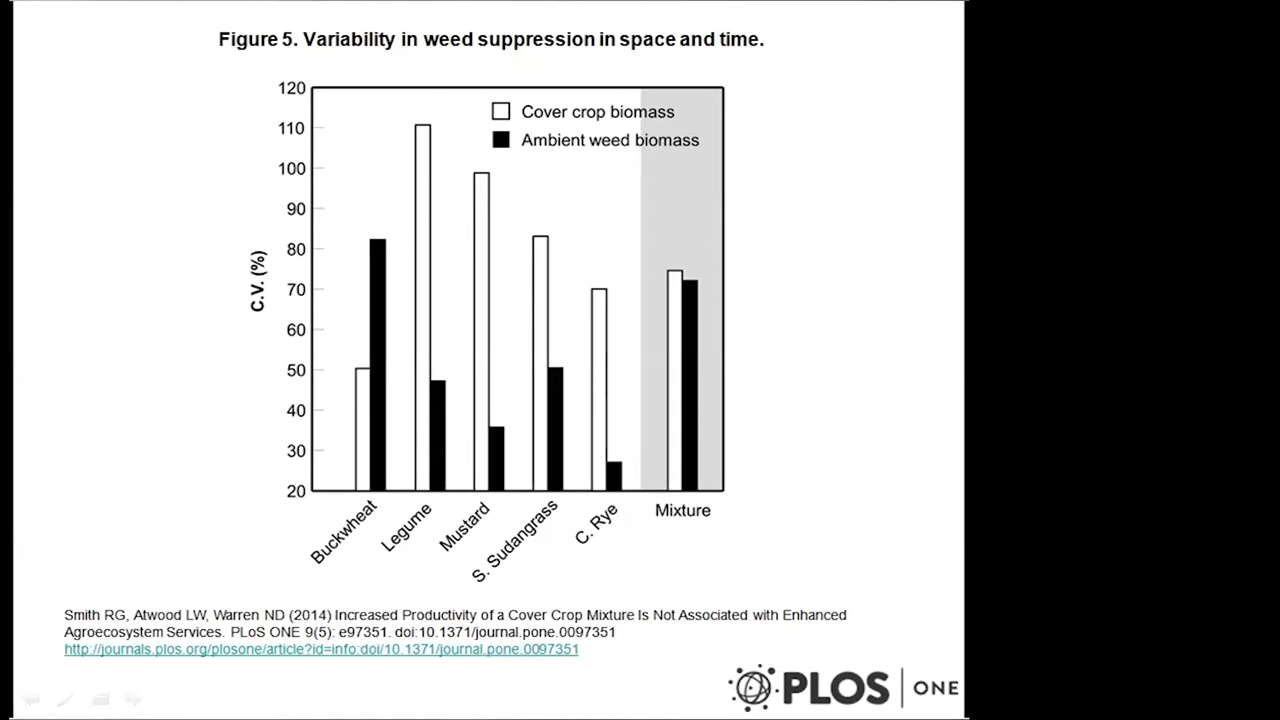 Figure 5. Variability in weed suppression in space and time.
120
110
100
90
80
70
60
50
40
30
20
C.V. (%)
Cover crop biomass
Ambient weed biomass
Buckwheat
Legume
Mustard
S. Sudangrass
C. Rye
Mixture
Smith RG, Atwood LW, Warren ND (2014) Increased Productivity of a Cover Crop Mixture Is Not Associated with Enhanced
Agroecosystem Services. PLoS ONE 9(5): e97351. doi:10.1371/journal.pone.0097351
http://journals.plos.org/plosone/article?id=info:doi/10.1371/journal.pone.0097351
PLOS | ONE